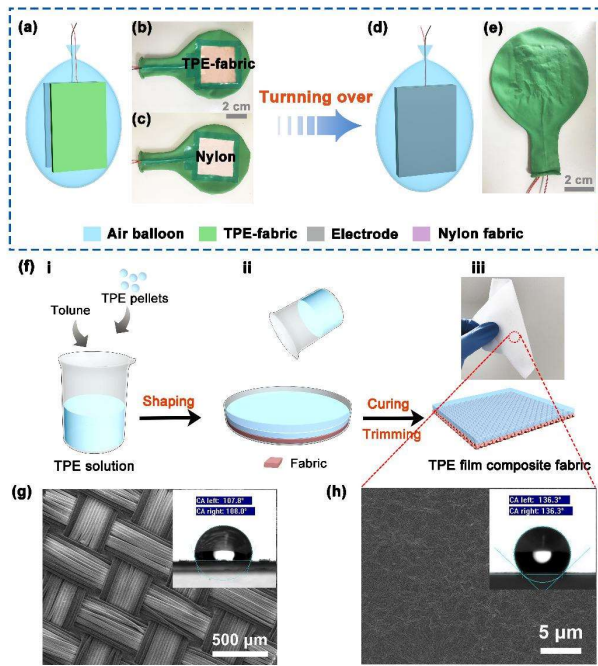 (a)
(b)
TPE-fabric
2 cm
(c)
Nylon
Turnning over
(d)
(e)
2 cm
Air balloon
TPE-fabric
Electrode
Nylon fabric
(f)
i
TPE pellets
Tolune
TPE solution
Shaping
ii
Fabric
Curing
Trimming
iii
TPE film composite fabric
(g)
CA left: 107.8°
CA right: 108.0°
500 μm
(h)
CA left: 136.3°
CA right: 136.3°
5 μm